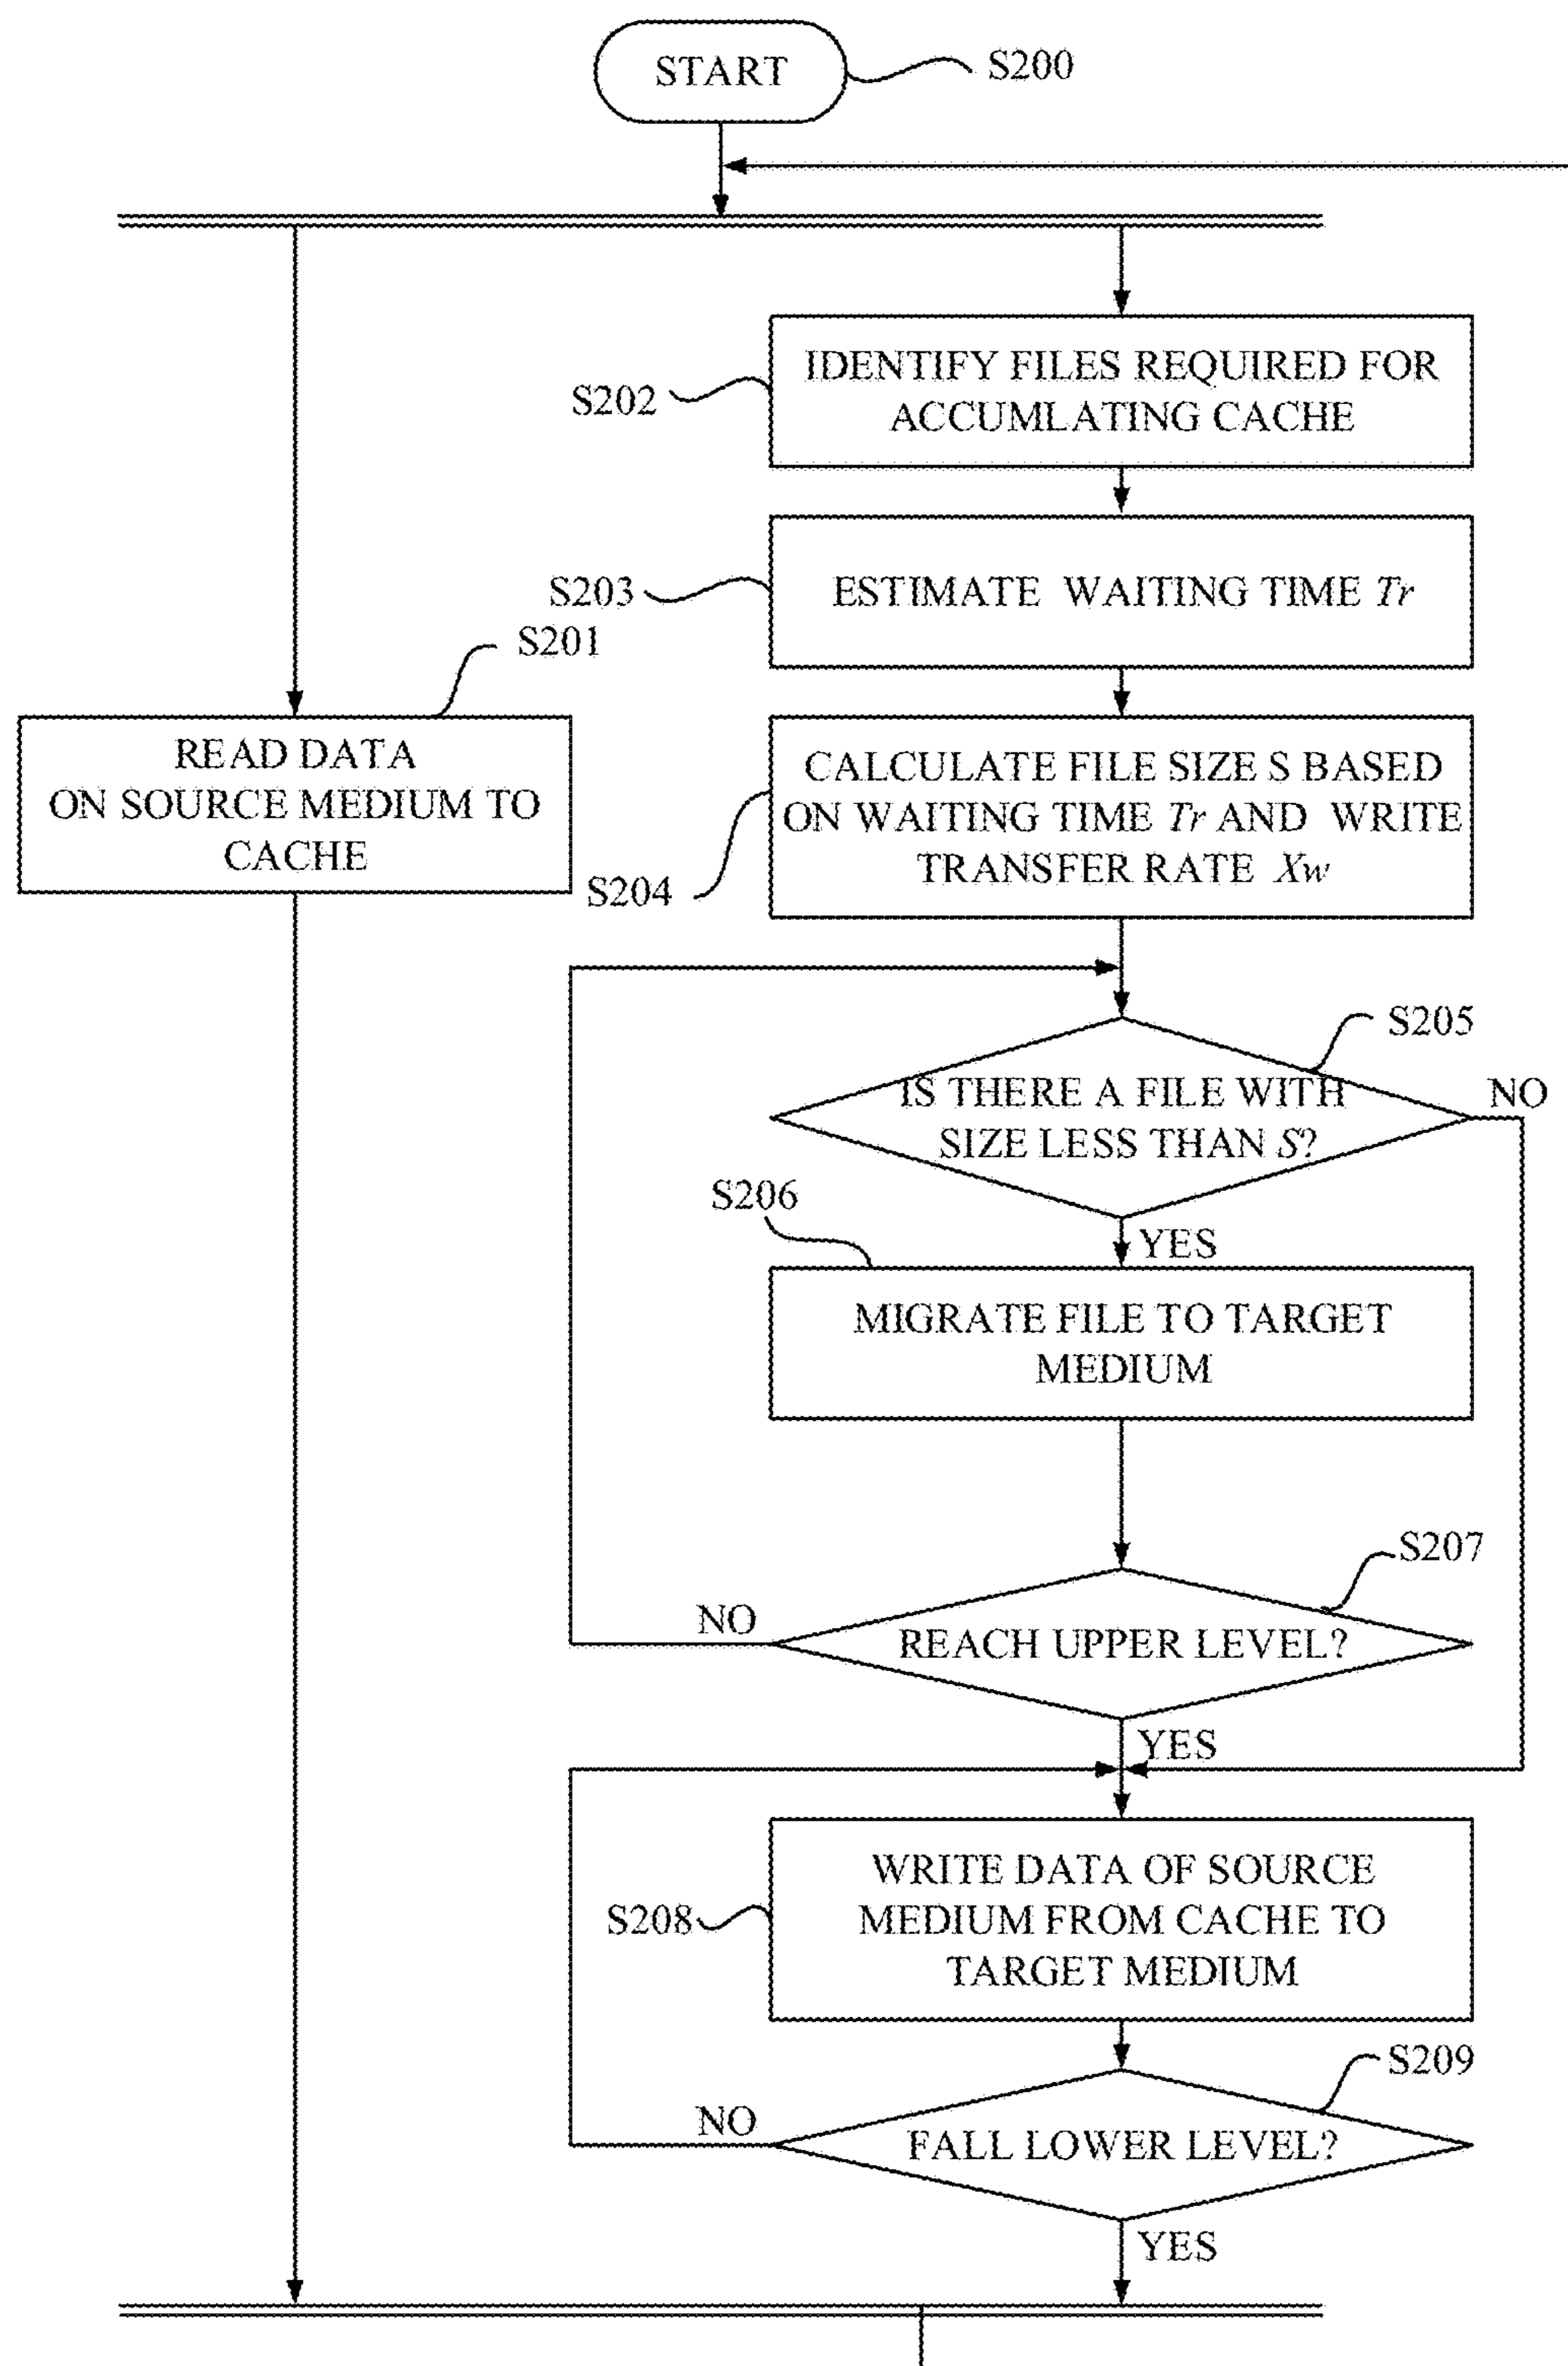 START
S200
IDENTIFY FILES REQUIRED FOR
ACCUMLATING CACHE
S202
ESTIMATE WAITING TIME Tr
S203
S201
READ DATA
ON SOURCE MEDIUM TO
CACHE
CALCULATE FILE SIZE S BASED
ON WAITING TIME Tr AND WRITE
TRANSFER RATE Xw
S204
S205
IS THERE A FILE WITH
SIZE LESS THAN S?
NO
S206
YES
MIGRATE FILE TO TARGET
MEDIUM
S207
NO
REACH UPPER LEVEL?
YES
WRITE DATA OF SOURCE
MEDIUM FROM CACHE TO
TARGET MEDIUM
S208
S209
NO
FALL LOWER LEVEL?
YES